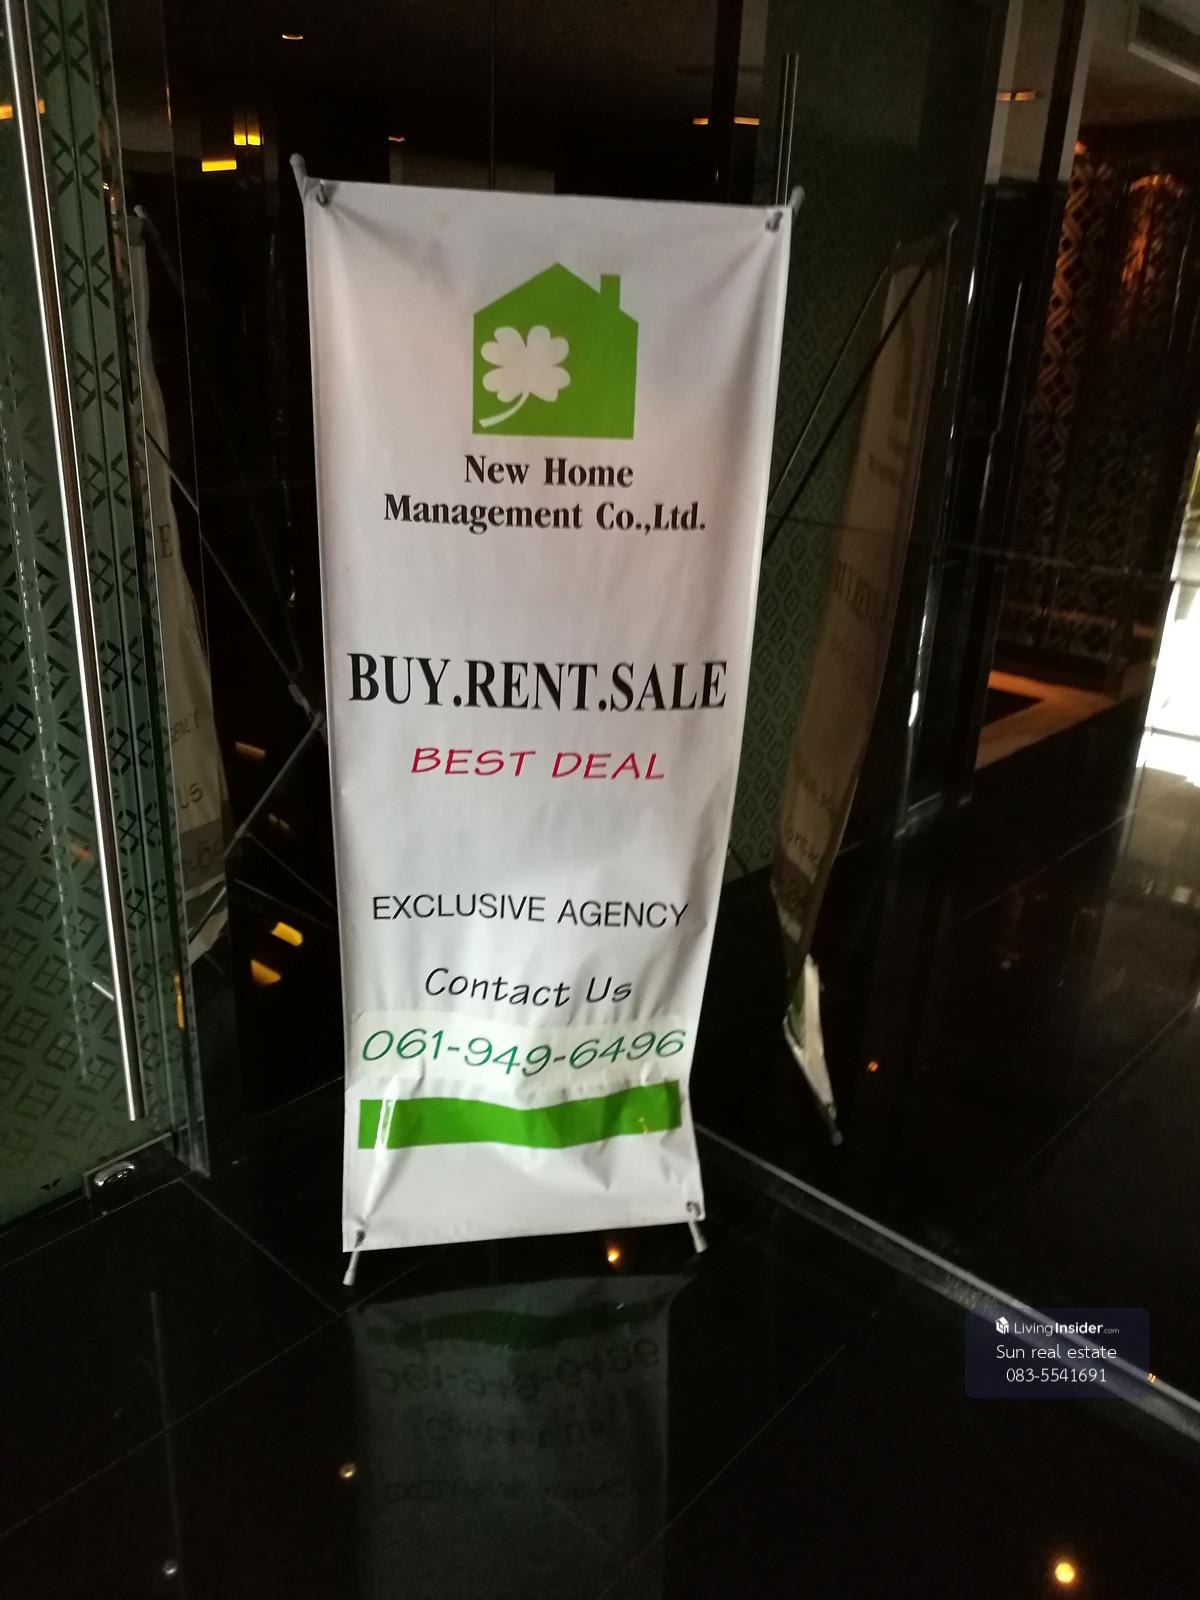 New Home
Management Co.,Ltd.
BUY.RENT.SALE
BEST DEAL
EXCLUSIVE AGENCY
Contact Us
061-949-6496
LivingInsider.com
Sun real estate
083-5541691